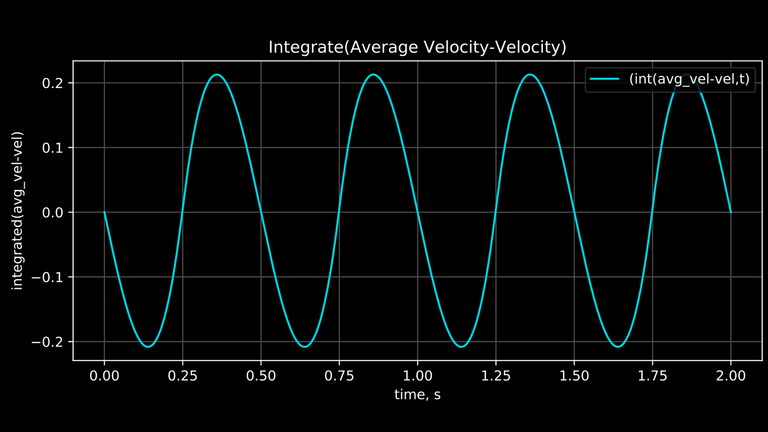 Integrate(Average Velocity-Velocity)
(int(avg_vel-vel,t)
integrated(avg_vel-vel)
0.2
0.1
0.0
−0.1
−0.2
0.00 0.25 0.50 0.75 1.00 1.25 1.50 1.75 2.00
time, s